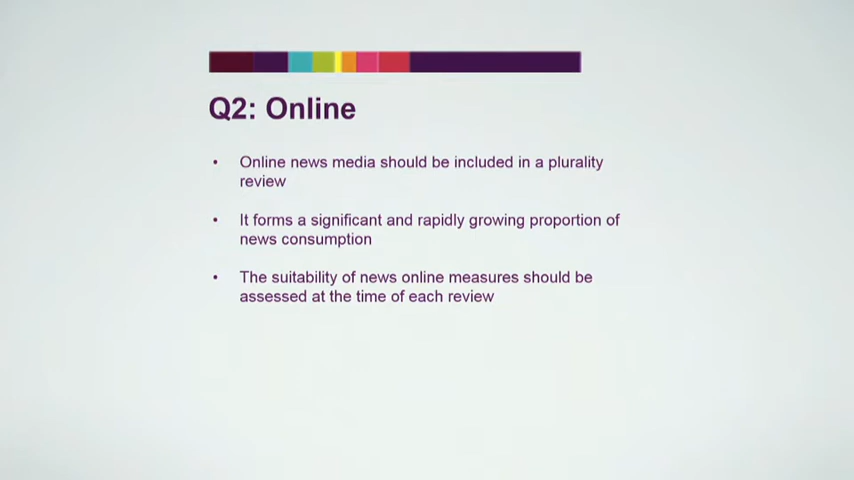 Q2: Online
• Online news media should be included in a plurality
review
• It forms a significant and rapidly growing proportion of
news consumption
• The suitability of news online measures should be
assessed at the time of each review